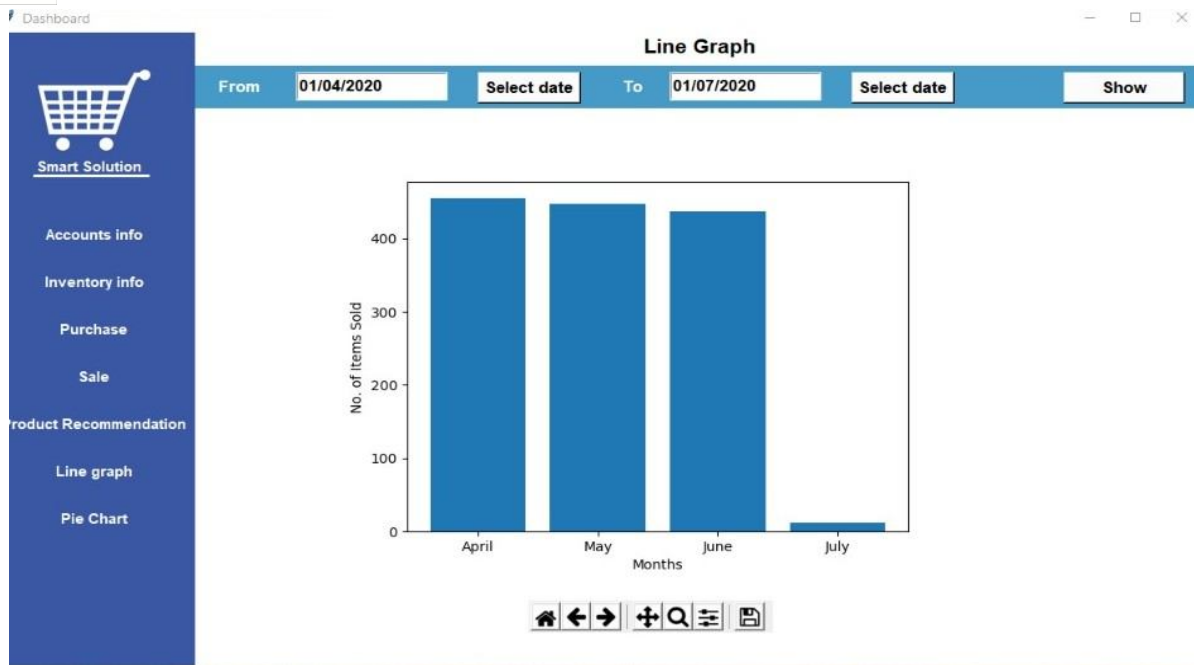 Dashboard
Line Graph
From 01/04/2020 Select date To 01/07/2020 Select date Show
Smart Solution
Accounts info
Inventory info
Purchase
Sale
roduct Recommendation
Line graph
Pie Chart
No. of Items Sold
400
300
200
100
0
April May June July
Months